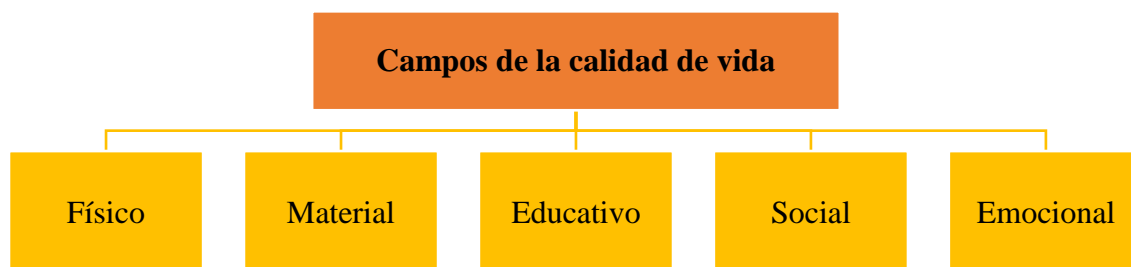 Campos de la calidad de vida
Físico
Material
Educativo
Social
Emocional